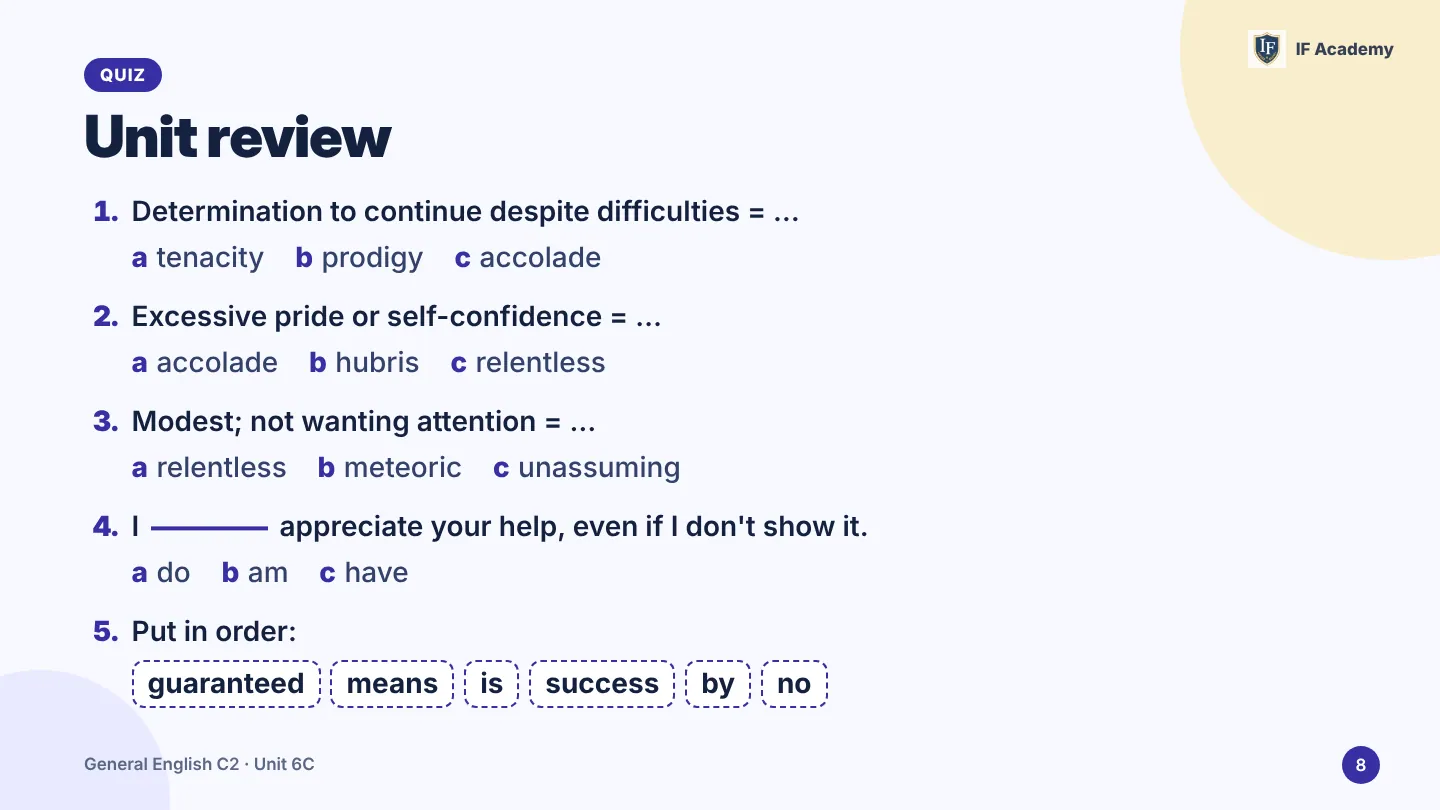 IF
IF Academy
QUIZ
Unit review
1. Determination to continue despite difficulties = ...
a tenacity b prodigy c accolade
2. Excessive pride or self-confidence = ...
a accolade b hubris c relentless
3. Modest; not wanting attention = ...
a relentless b meteoric c unassuming
4. I ______ appreciate your help, even if I don't show it.
a do b am c have
5. Put in order:
guaranteed means is success by no
General English C2 · Unit 6C
8